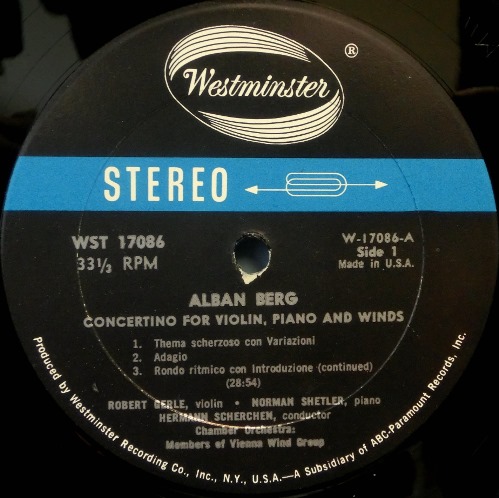 Westminster ®
STEREO
WST 17086
33⅓ RPM
W-17086-A
Side 1
Made in U.S.A.
ALBAN BERG
CONCERTINO FOR VIOLIN, PIANO AND WINDS
1. Thema scherzoso con Variazioni
2. Adagio
3. Rondo ritmico con Introduzione (continued)
(28:54)
ROBERT GERLE, violin • NORMAN SHETLER, piano
HERMANN SCHERCHEN, conductor
Chamber Orchestra:
Members of Vienna Wind Group
Produced by Westminster Recording Co., Inc., N.Y., U.S.A.—A Subsidiary of ABC-Paramount Records, Inc.